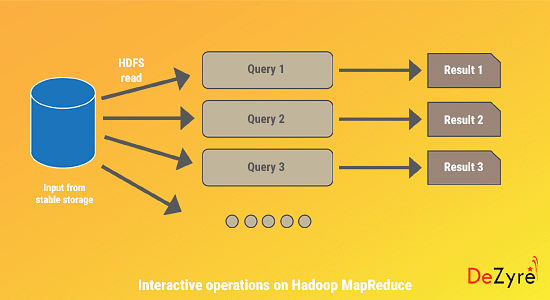 HDFS
read
Query 1
Result 1
Query 2
Result 2
Query 3
Result 3
Input from
stable storage
DeZyre
Interactive operations on Hadoop MapReduce